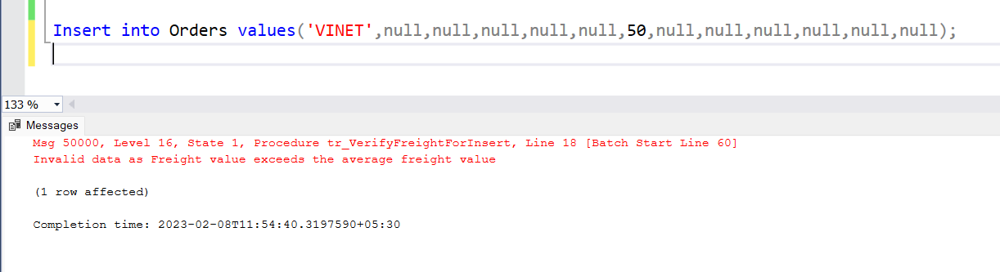 Insert into Orders values('VINET',null,null,null,null,null,50,null,null,null,null,null,null);
133 %
Messages
Msg 50000, Level 16, State 1, Procedure tr_VerifyFreightForInsert, Line 18 [Batch Start Line 60]
Invalid data as Freight value exceeds the average freight value
(1 row affected)
Completion time: 2023-02-08T11:54:40.3197590+05:30